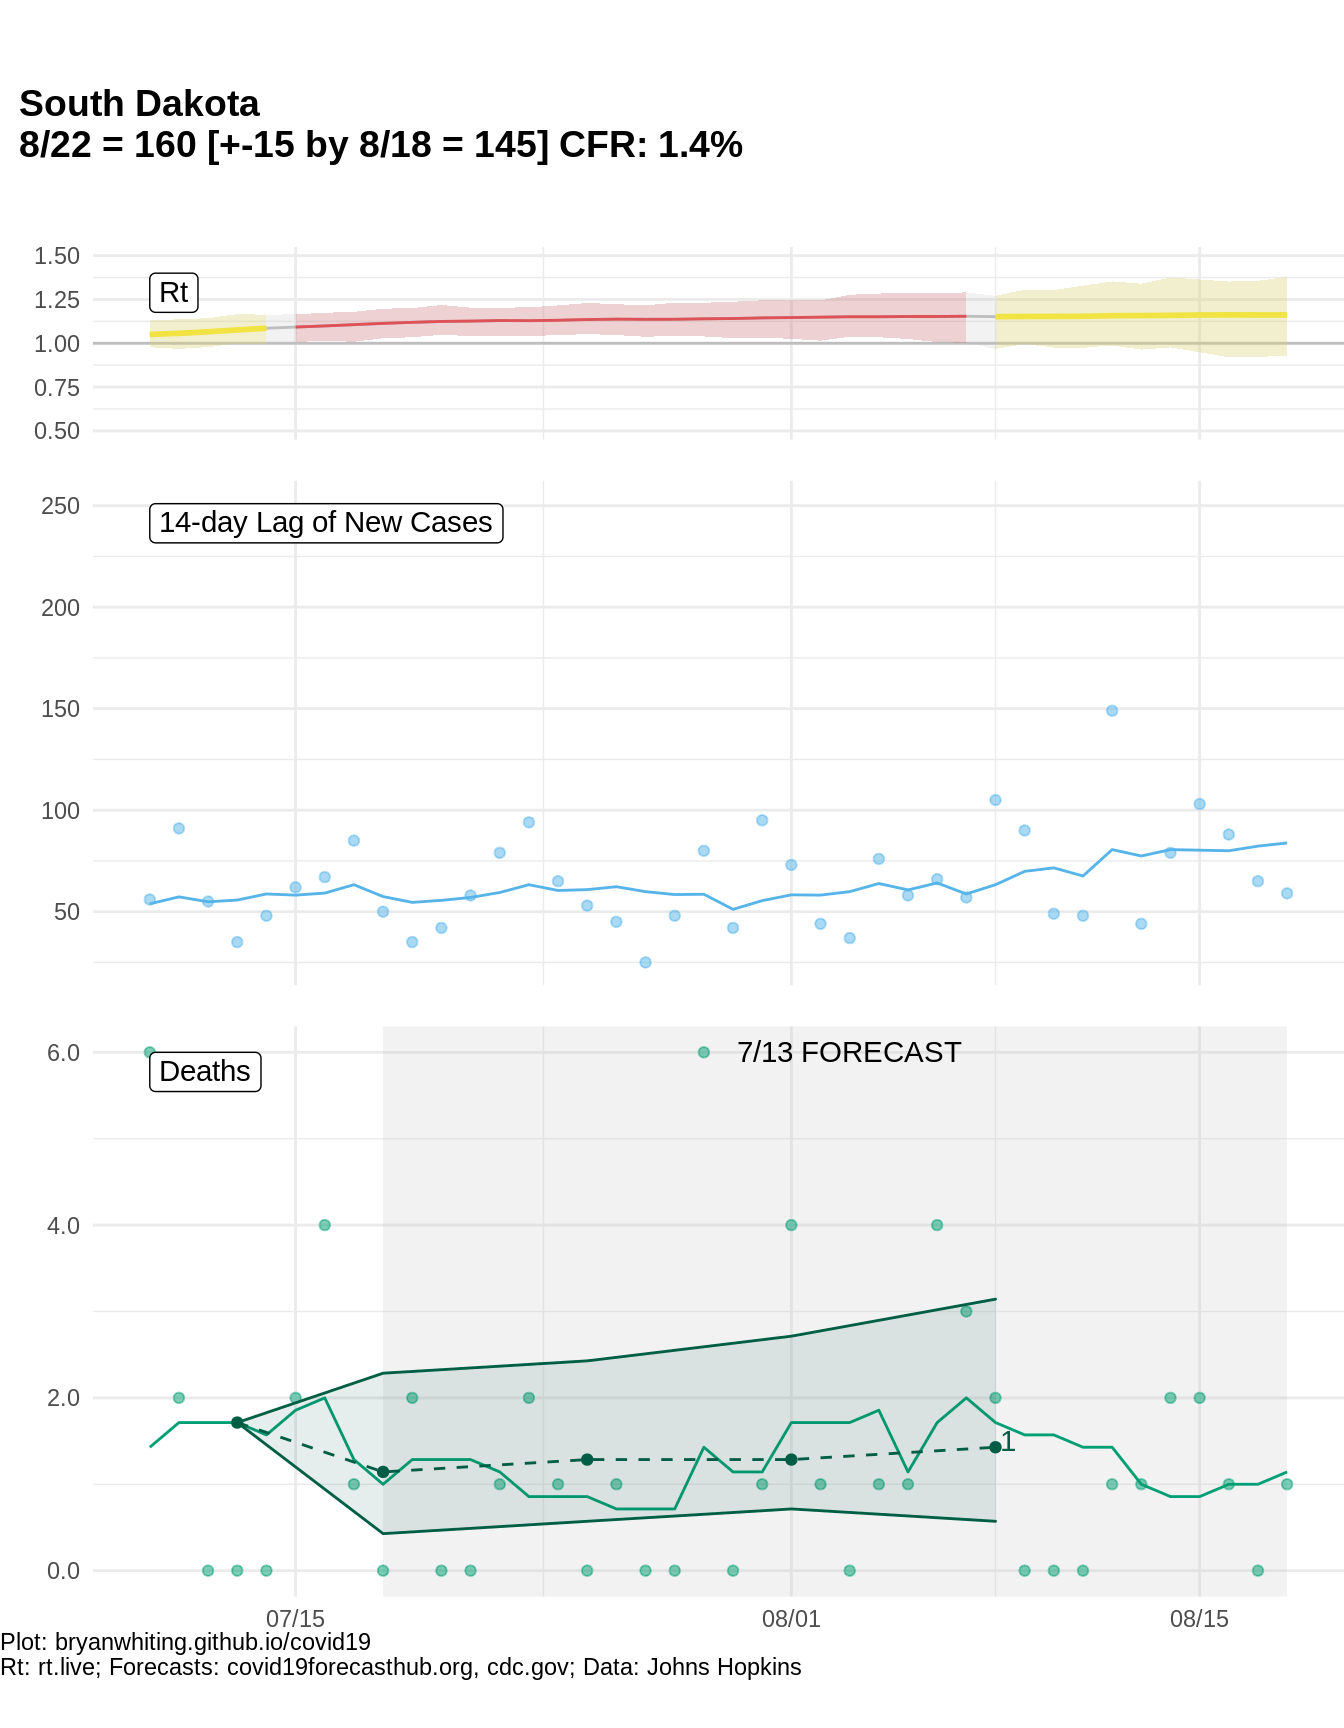 South Dakota
8/22 = 160 [+-15 by 8/18 = 145] CFR: 1.4%
1.50
Rt
1.25
1.00
0.75
0.50
250
14-day Lag of New Cases
200
150
100
50
6.0
Deaths
7/13 FORECAST
4.0
2.0
1
0.0
07/15
08/01
08/15
Plot: bryanwhiting.github.io/covid19
Rt: rt.live; Forecasts: covid19forecasthub.org, cdc.gov; Data: Johns Hopkins